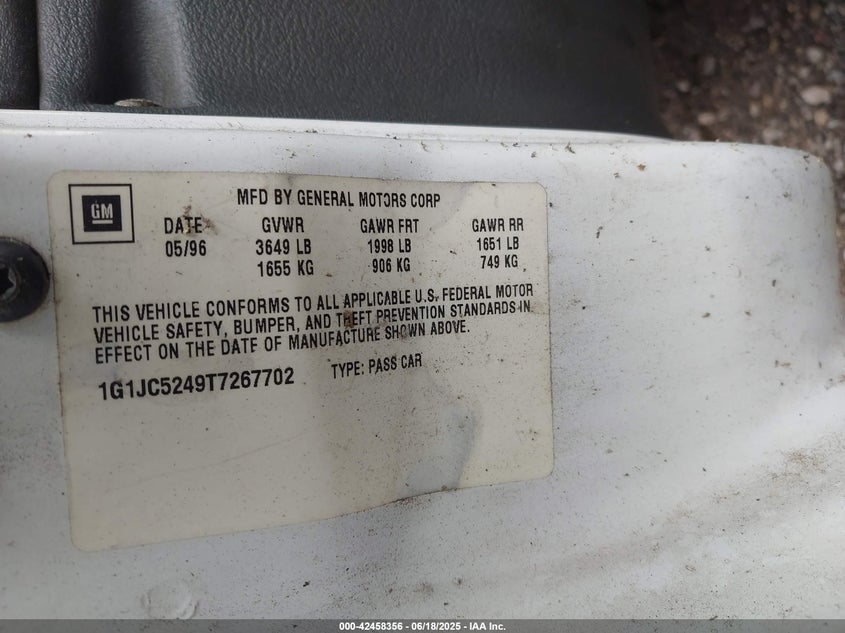 GM
MFD BY GENERAL MOTORS CORP
DATE GVWR GAWR FRT GAWR RR
05/96 3649 LB 1998 LB 1651 LB
1655 KG 906 KG 749 KG
THIS VEHICLE CONFORMS TO ALL APPLICABLE U.S. FEDERAL MOTOR
VEHICLE SAFETY, BUMPER, AND THEFT PREVENTION STANDARDS IN
EFFECT ON THE DATE OF MANUFACTURE SHOWN ABOVE.
1G1JC5249T7267702 TYPE: PASS CAR
000-42458356 - 06/18/2025 - IAA Inc.